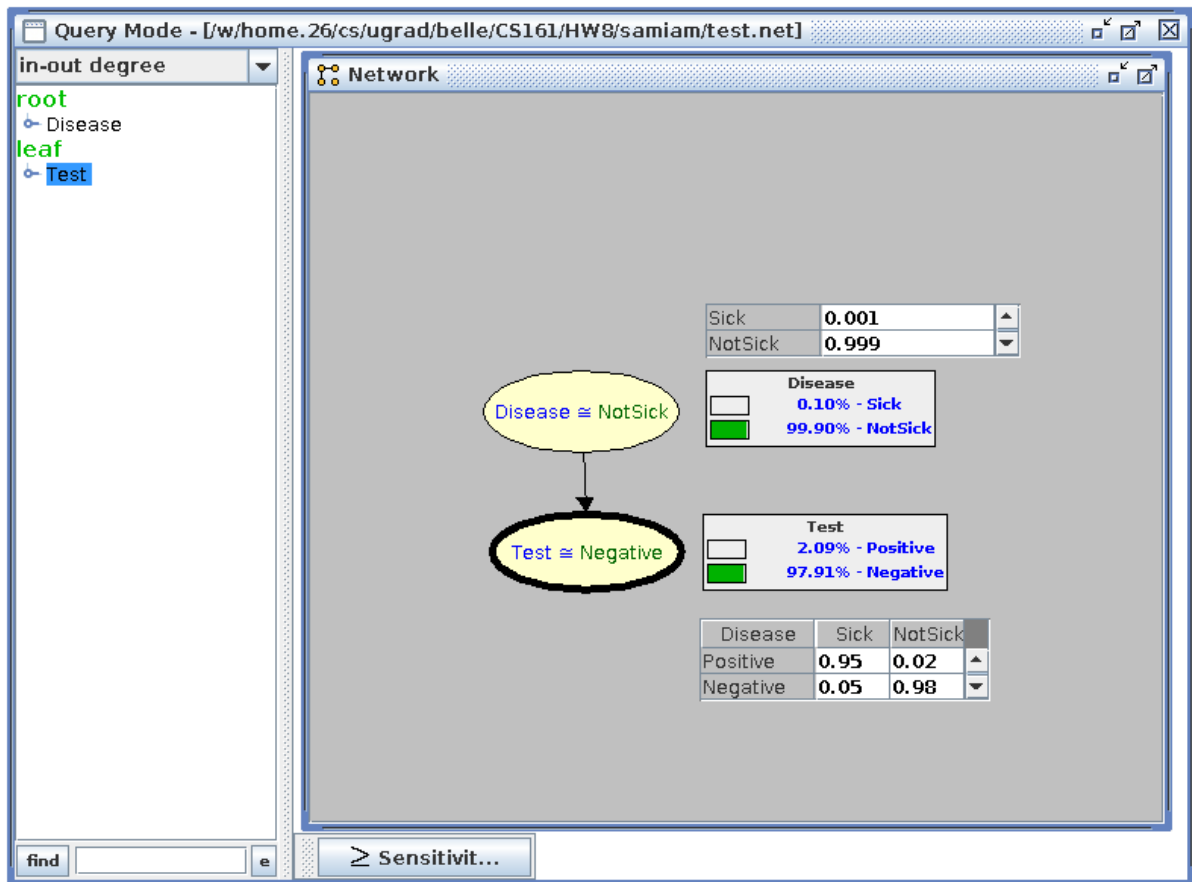 Query Mode - [/w/home.26/cs/ugrad/belle/CS161/HW8/samiam/test.net]
in-out degree
root
Disease
leaf
Test
Network
Sick 0.001
NotSick 0.999
Disease ≅ NotSick
Disease
0.10% - Sick
99.90% - NotSick
Test ≅ Negative
Test
2.09% - Positive
97.91% - Negative
Disease Sick NotSick
Positive 0.95 0.02
Negative 0.05 0.98
find e
≥ Sensitivit...